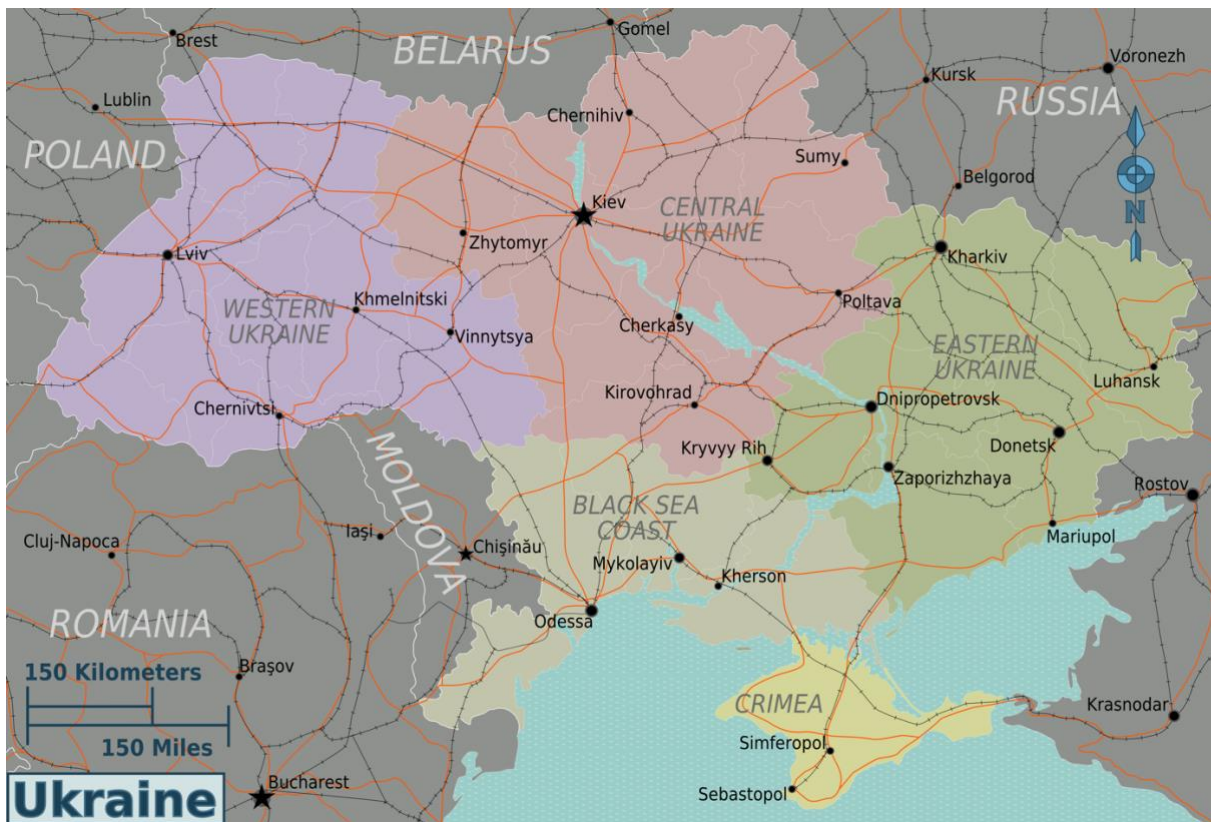 Gomel
Brest
BELARUS
Voronezh
Kursk
RUSSIA
Lublin
Chernihiv
POLAND
Sumy
Belgorod
Kiev
CENTRAL
UKRAINE
N
Zhytomyr
Lviv
Kharkiv
Khmelnitski
WESTERN
UKRAINE
Poltava
Cherkasy
Vinnytsya
EASTERN
UKRAINE
Luhansk
Kirovohrad
Dnipropetrovsk
Chernivtsi
Donetsk
Kryvyy Rih
MOLDOVA
Zaporizhzhaya
Rostov
BLACK SEA
COAST
Iaşi
Mariupol
Cluj-Napoca
Chişinău
Mykolayiv
Kherson
Odessa
ROMANIA
150 Kilometers
Braşov
CRIMEA
Krasnodar
150 Miles
Simferopol
Bucharest
Sebastopol
Ukraine